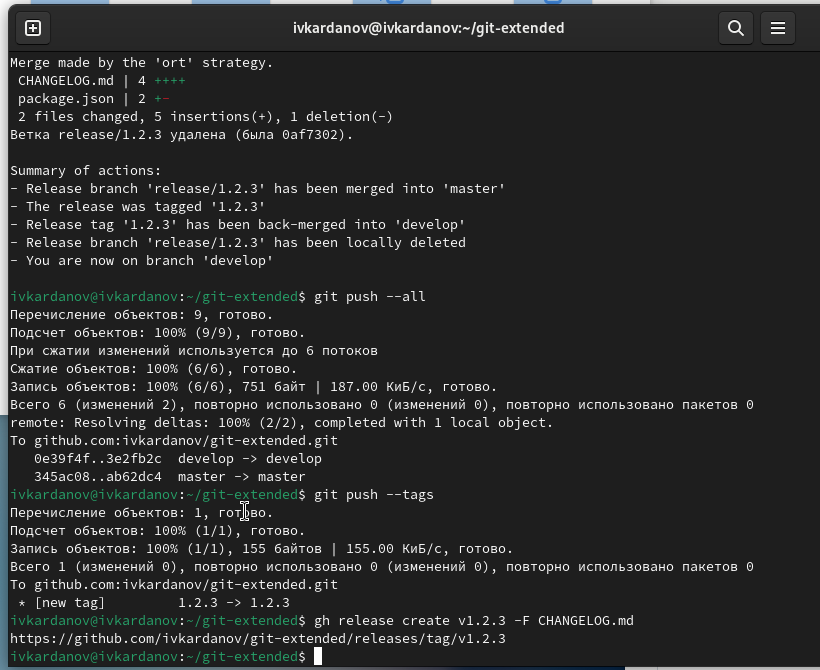 ivkardanov@ivkardanov:~/git-extended
Merge made by the 'ort' strategy.
CHANGELOG.md | 4 ++++
package.json | 2 +-
2 files changed, 5 insertions(+), 1 deletion(-)
Ветка release/1.2.3 удалена (была 0af7302).
Summary of actions:
- Release branch 'release/1.2.3' has been merged into 'master'
- The release was tagged '1.2.3'
- Release tag '1.2.3' has been back-merged into 'develop'
- Release branch 'release/1.2.3' has been locally deleted
- You are now on branch 'develop'
ivkardanov@ivkardanov:~/git-extended$ git push --all
Перечисление объектов: 9, готово.
Подсчет объектов: 100% (9/9), готово.
При сжатии изменений используется до 6 потоков
Сжатие объектов: 100% (6/6), готово.
Запись объектов: 100% (6/6), 751 байт | 187.00 КиБ/с, готово.
Всего 6 (изменений 2), повторно использовано 0 (изменений 0), повторно использовано пакетов 0
remote: Resolving deltas: 100% (2/2), completed with 1 local object.
To github.com:ivkardanov/git-extended.git
0e39f4f..3e2fb2c  develop -> develop
345ac08..ab62dc4  master -> master
ivkardanov@ivkardanov:~/git-extended$ git push --tags
Перечисление объектов: 1, готово.
Подсчет объектов: 100% (1/1), готово.
Запись объектов: 100% (1/1), 155 байтов | 155.00 КиБ/с, готово.
Всего 1 (изменений 0), повторно использовано 0 (изменений 0), повторно использовано пакетов 0
To github.com:ivkardanov/git-extended.git
* [new tag]         1.2.3 -> 1.2.3
ivkardanov@ivkardanov:~/git-extended$ gh release create v1.2.3 -F CHANGELOG.md
https://github.com/ivkardanov/git-extended/releases/tag/v1.2.3
ivkardanov@ivkardanov:~/git-extended$